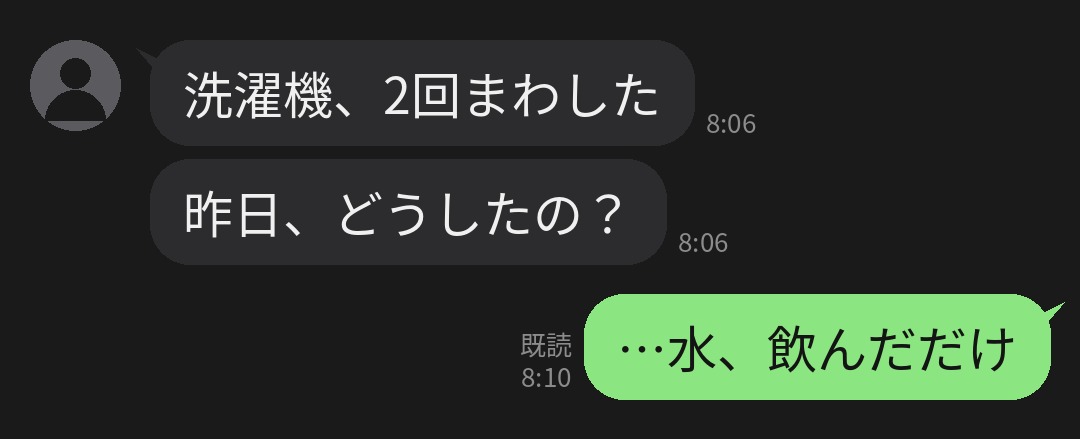 洗濯機、2回まわした
8:06
昨日、どうしたの？
8:06
…水、飲んだだけ
既読
8:10